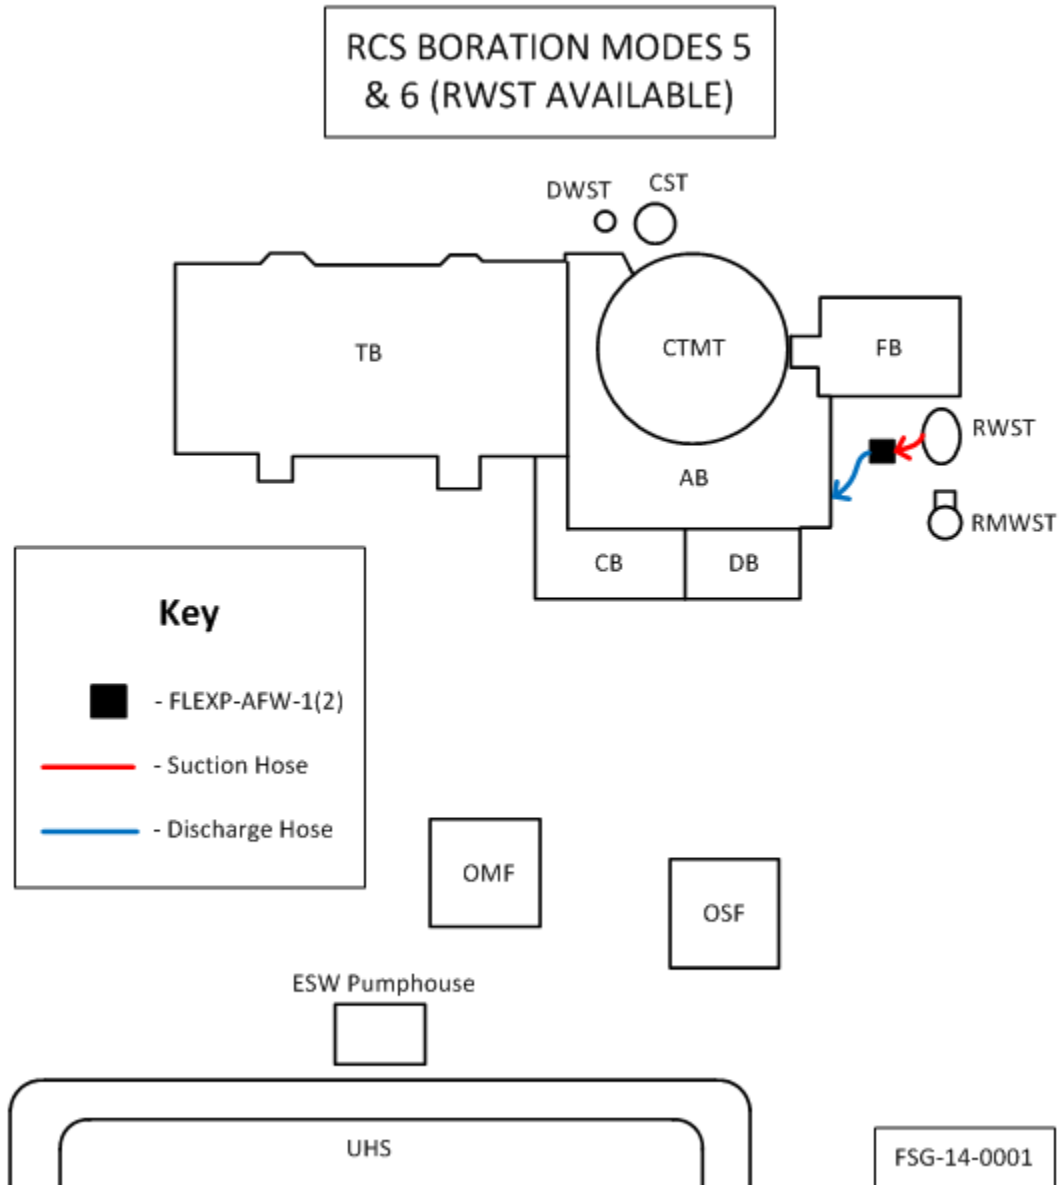 RCS BORATION MODES 5
& 6 (RWST AVAILABLE)
DWST
CST
TB
CTMT
FB
RWST
AB
RMWST
CB
DB
Key
- FLEXP-AFW-1(2)
- Suction Hose
- Discharge Hose
OMF
OSF
ESW Pumphouse
UHS
FSG-14-0001